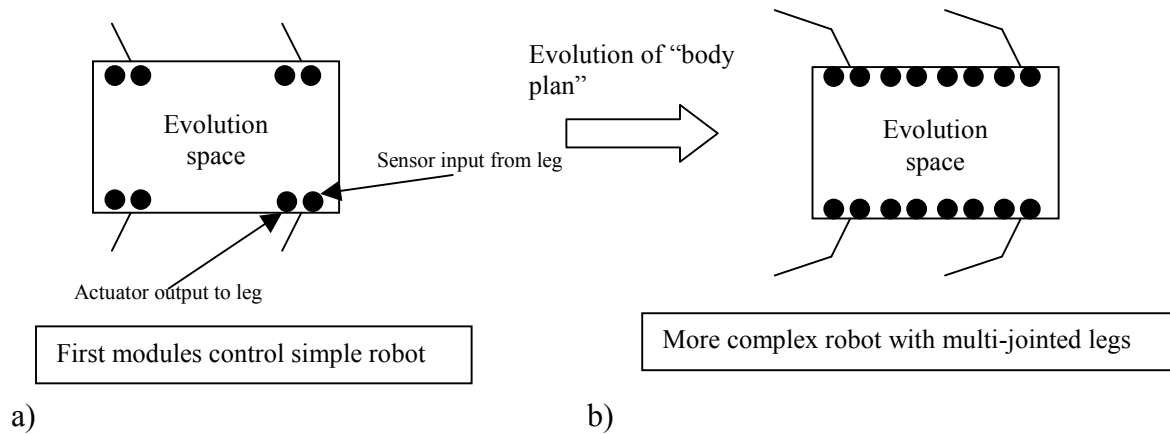 Evolution
space
Sensor input from leg
Actuator output to leg
First modules control simple robot
a)
Evolution of “body
plan”
Evolution
space
More complex robot with multi-jointed legs
b)